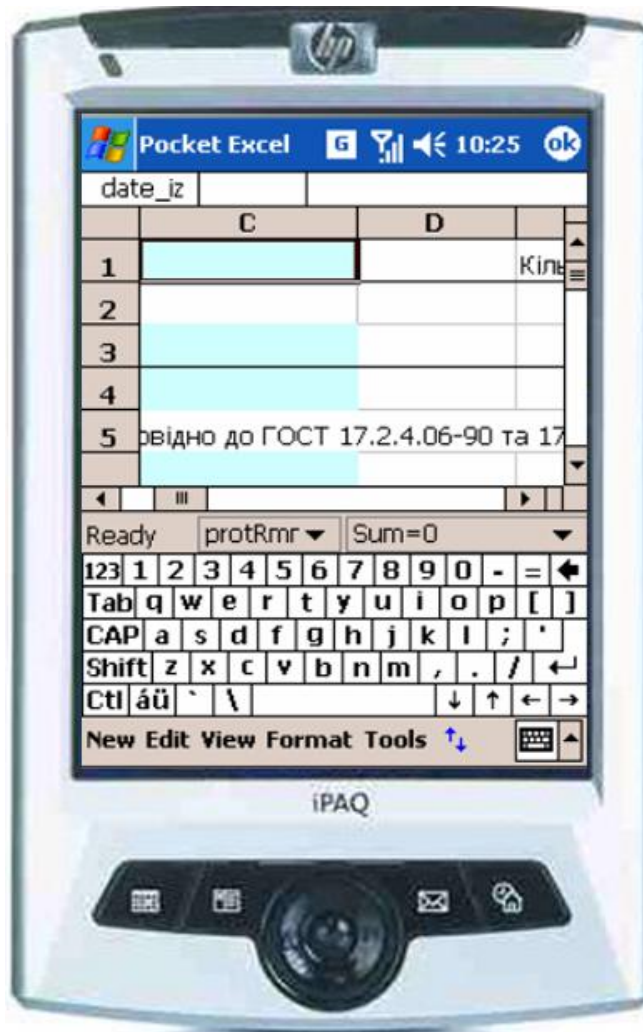 hp
Pocket Excel G 10:25 ok
date_iz
C D
1 Кіль
2
3
4
5 овідно до ГОСТ 17.2.4.06-90 та 17
Ready protRmr Sum=0
123 1 2 3 4 5 6 7 8 9 0 - =
Tab q w e r t y u i o p [ ]
CAP a s d f g h j k l ; '
Shift z x c v b n m , . /
Ctl áü ` \ ↓ ↑ ← →
New Edit View Format Tools
iPAQ